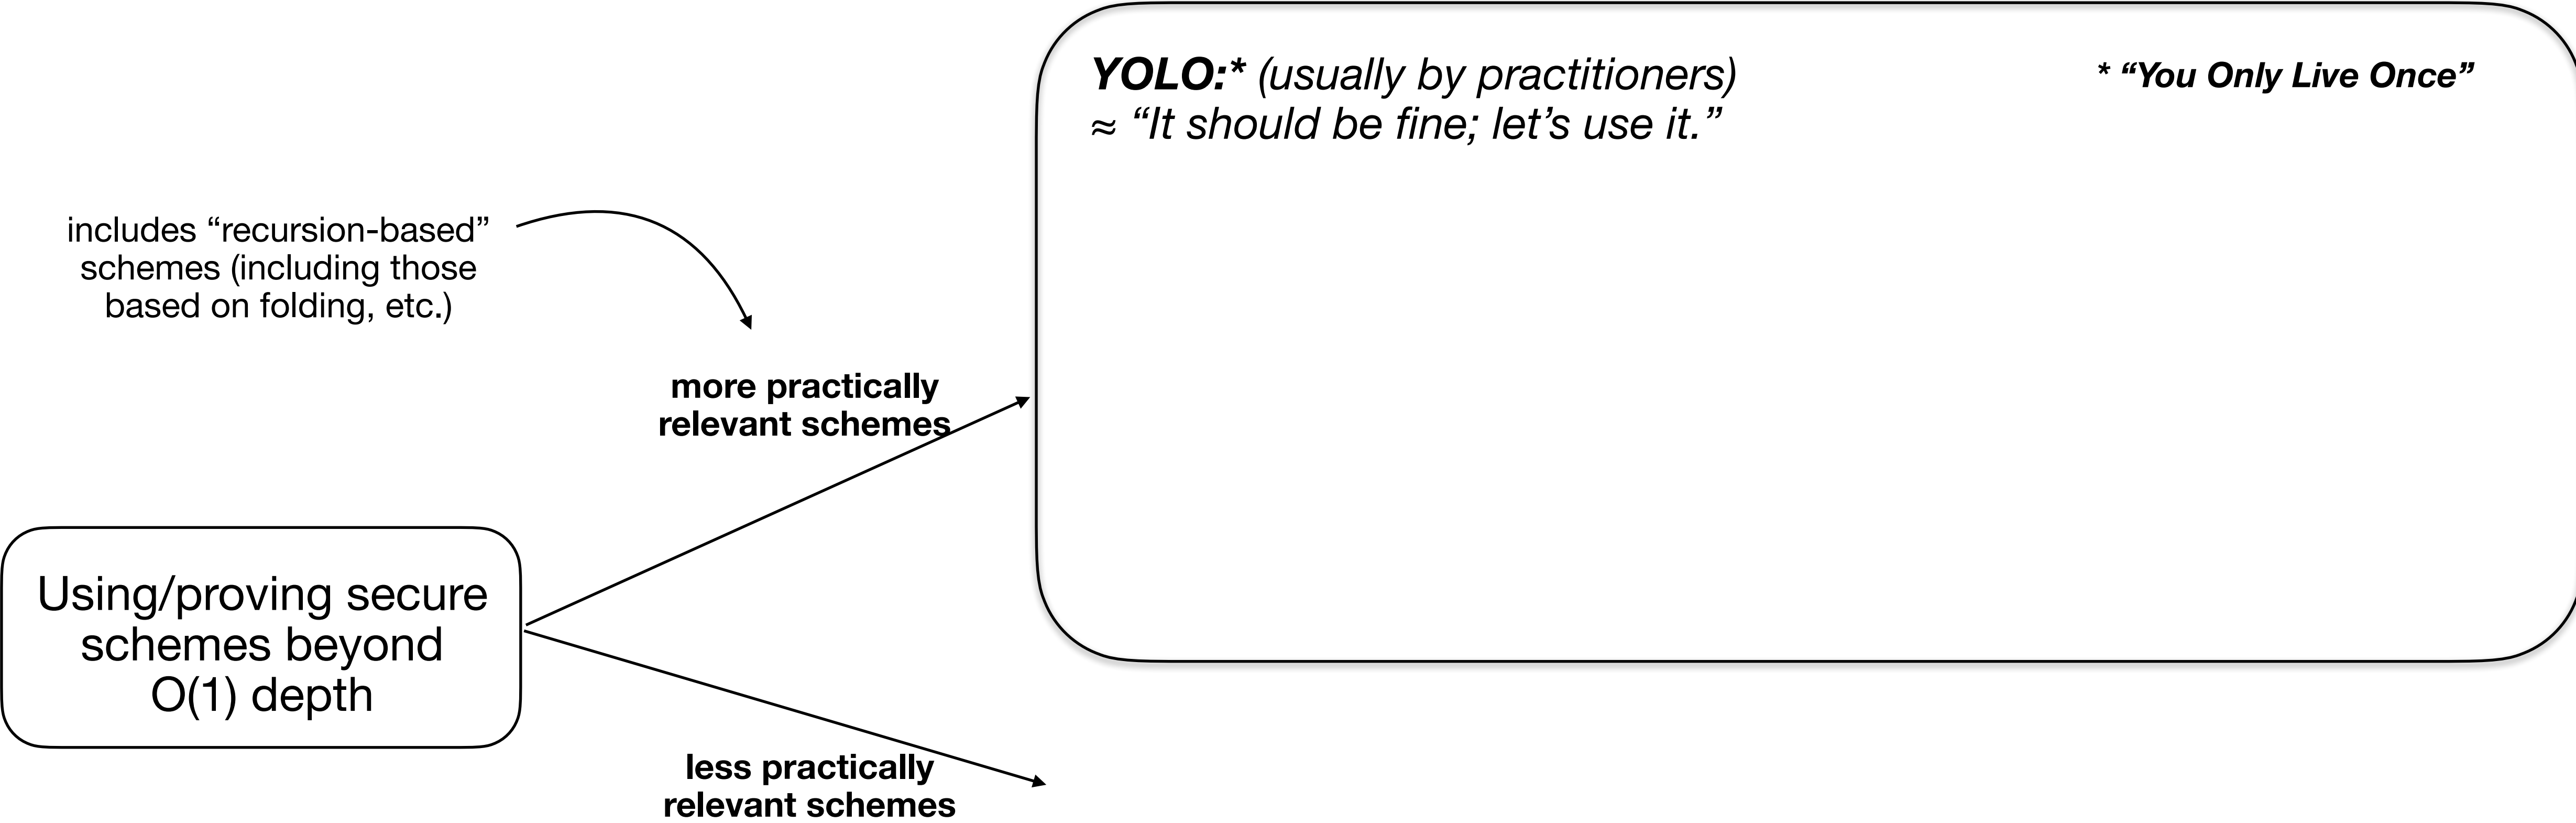 YOLO:* (usually by practitioners)
* “You Only Live Once”
≈ “It should be fine; let’s use it.”
includes “recursion-based”
schemes (including those
based on folding, etc.)
more practically
relevant schemes
Using/proving secure
schemes beyond
O(1) depth
less practically
relevant schemes